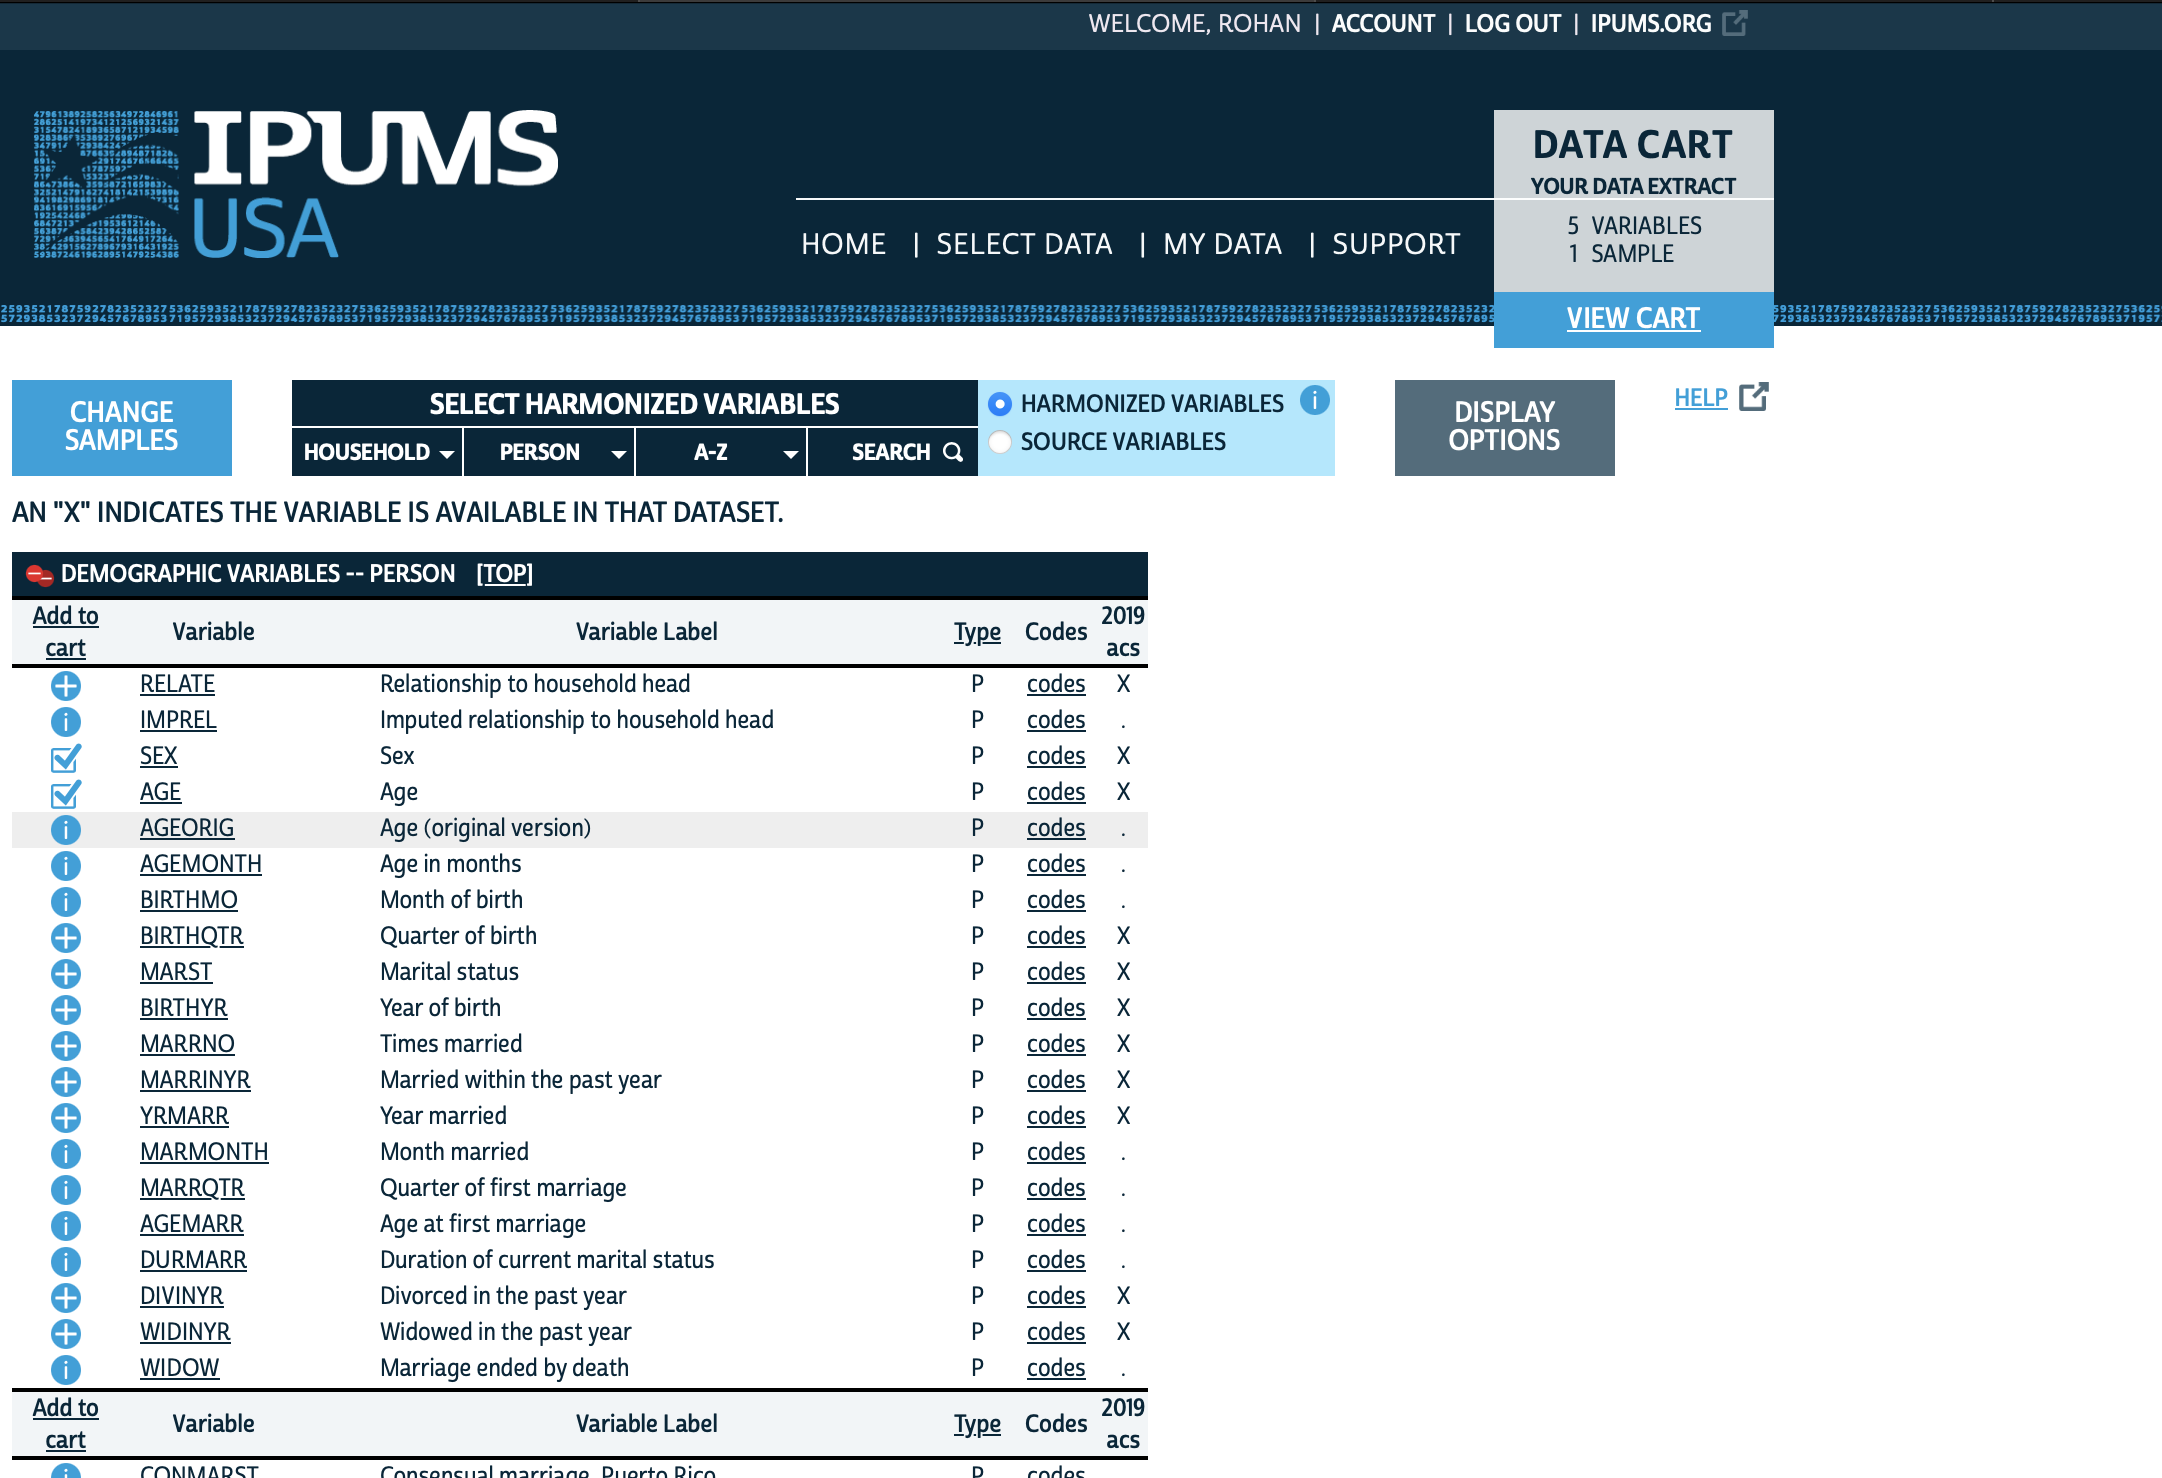 WELCOME, ROHAN | ACCOUNT | LOG OUT | IPUMS.ORG
IPUMS
USA
DATA CART
YOUR DATA EXTRACT
5 VARIABLES
1 SAMPLE
VIEW CART
HOME | SELECT DATA | MY DATA | SUPPORT
CHANGE
SAMPLES
SELECT HARMONIZED VARIABLES
HOUSEHOLD PERSON A-Z SEARCH
HARMONIZED VARIABLES
SOURCE VARIABLES
DISPLAY
OPTIONS
HELP
AN "X" INDICATES THE VARIABLE IS AVAILABLE IN THAT DATASET.
DEMOGRAPHIC VARIABLES -- PERSON [TOP]
Add to cart Variable Variable Label Type Codes 2019 acs
RELATE Relationship to household head P codes X
IMPREL Imputed relationship to household head P codes .
SEX Sex P codes X
AGE Age P codes X
AGEORIG Age (original version) P codes .
AGEMONTH Age in months P codes .
BIRTHMO Month of birth P codes .
BIRTHQTR Quarter of birth P codes X
MARST Marital status P codes X
BIRTHYR Year of birth P codes X
MARRNO Times married P codes X
MARRINYR Married within the past year P codes X
YRMARR Year married P codes X
MARMONTH Month married P codes .
MARRQTR Quarter of first marriage P codes .
AGEMARR Age at first marriage P codes .
DURMARR Duration of current marital status P codes .
DIVINYR Divorced in the past year P codes X
WIDINYR Widowed in the past year P codes X
WIDOW Marriage ended by death P codes .
Add to cart Variable Variable Label Type Codes 2019 acs
CONMARST Consensual marriage, Puerto Rico P codes